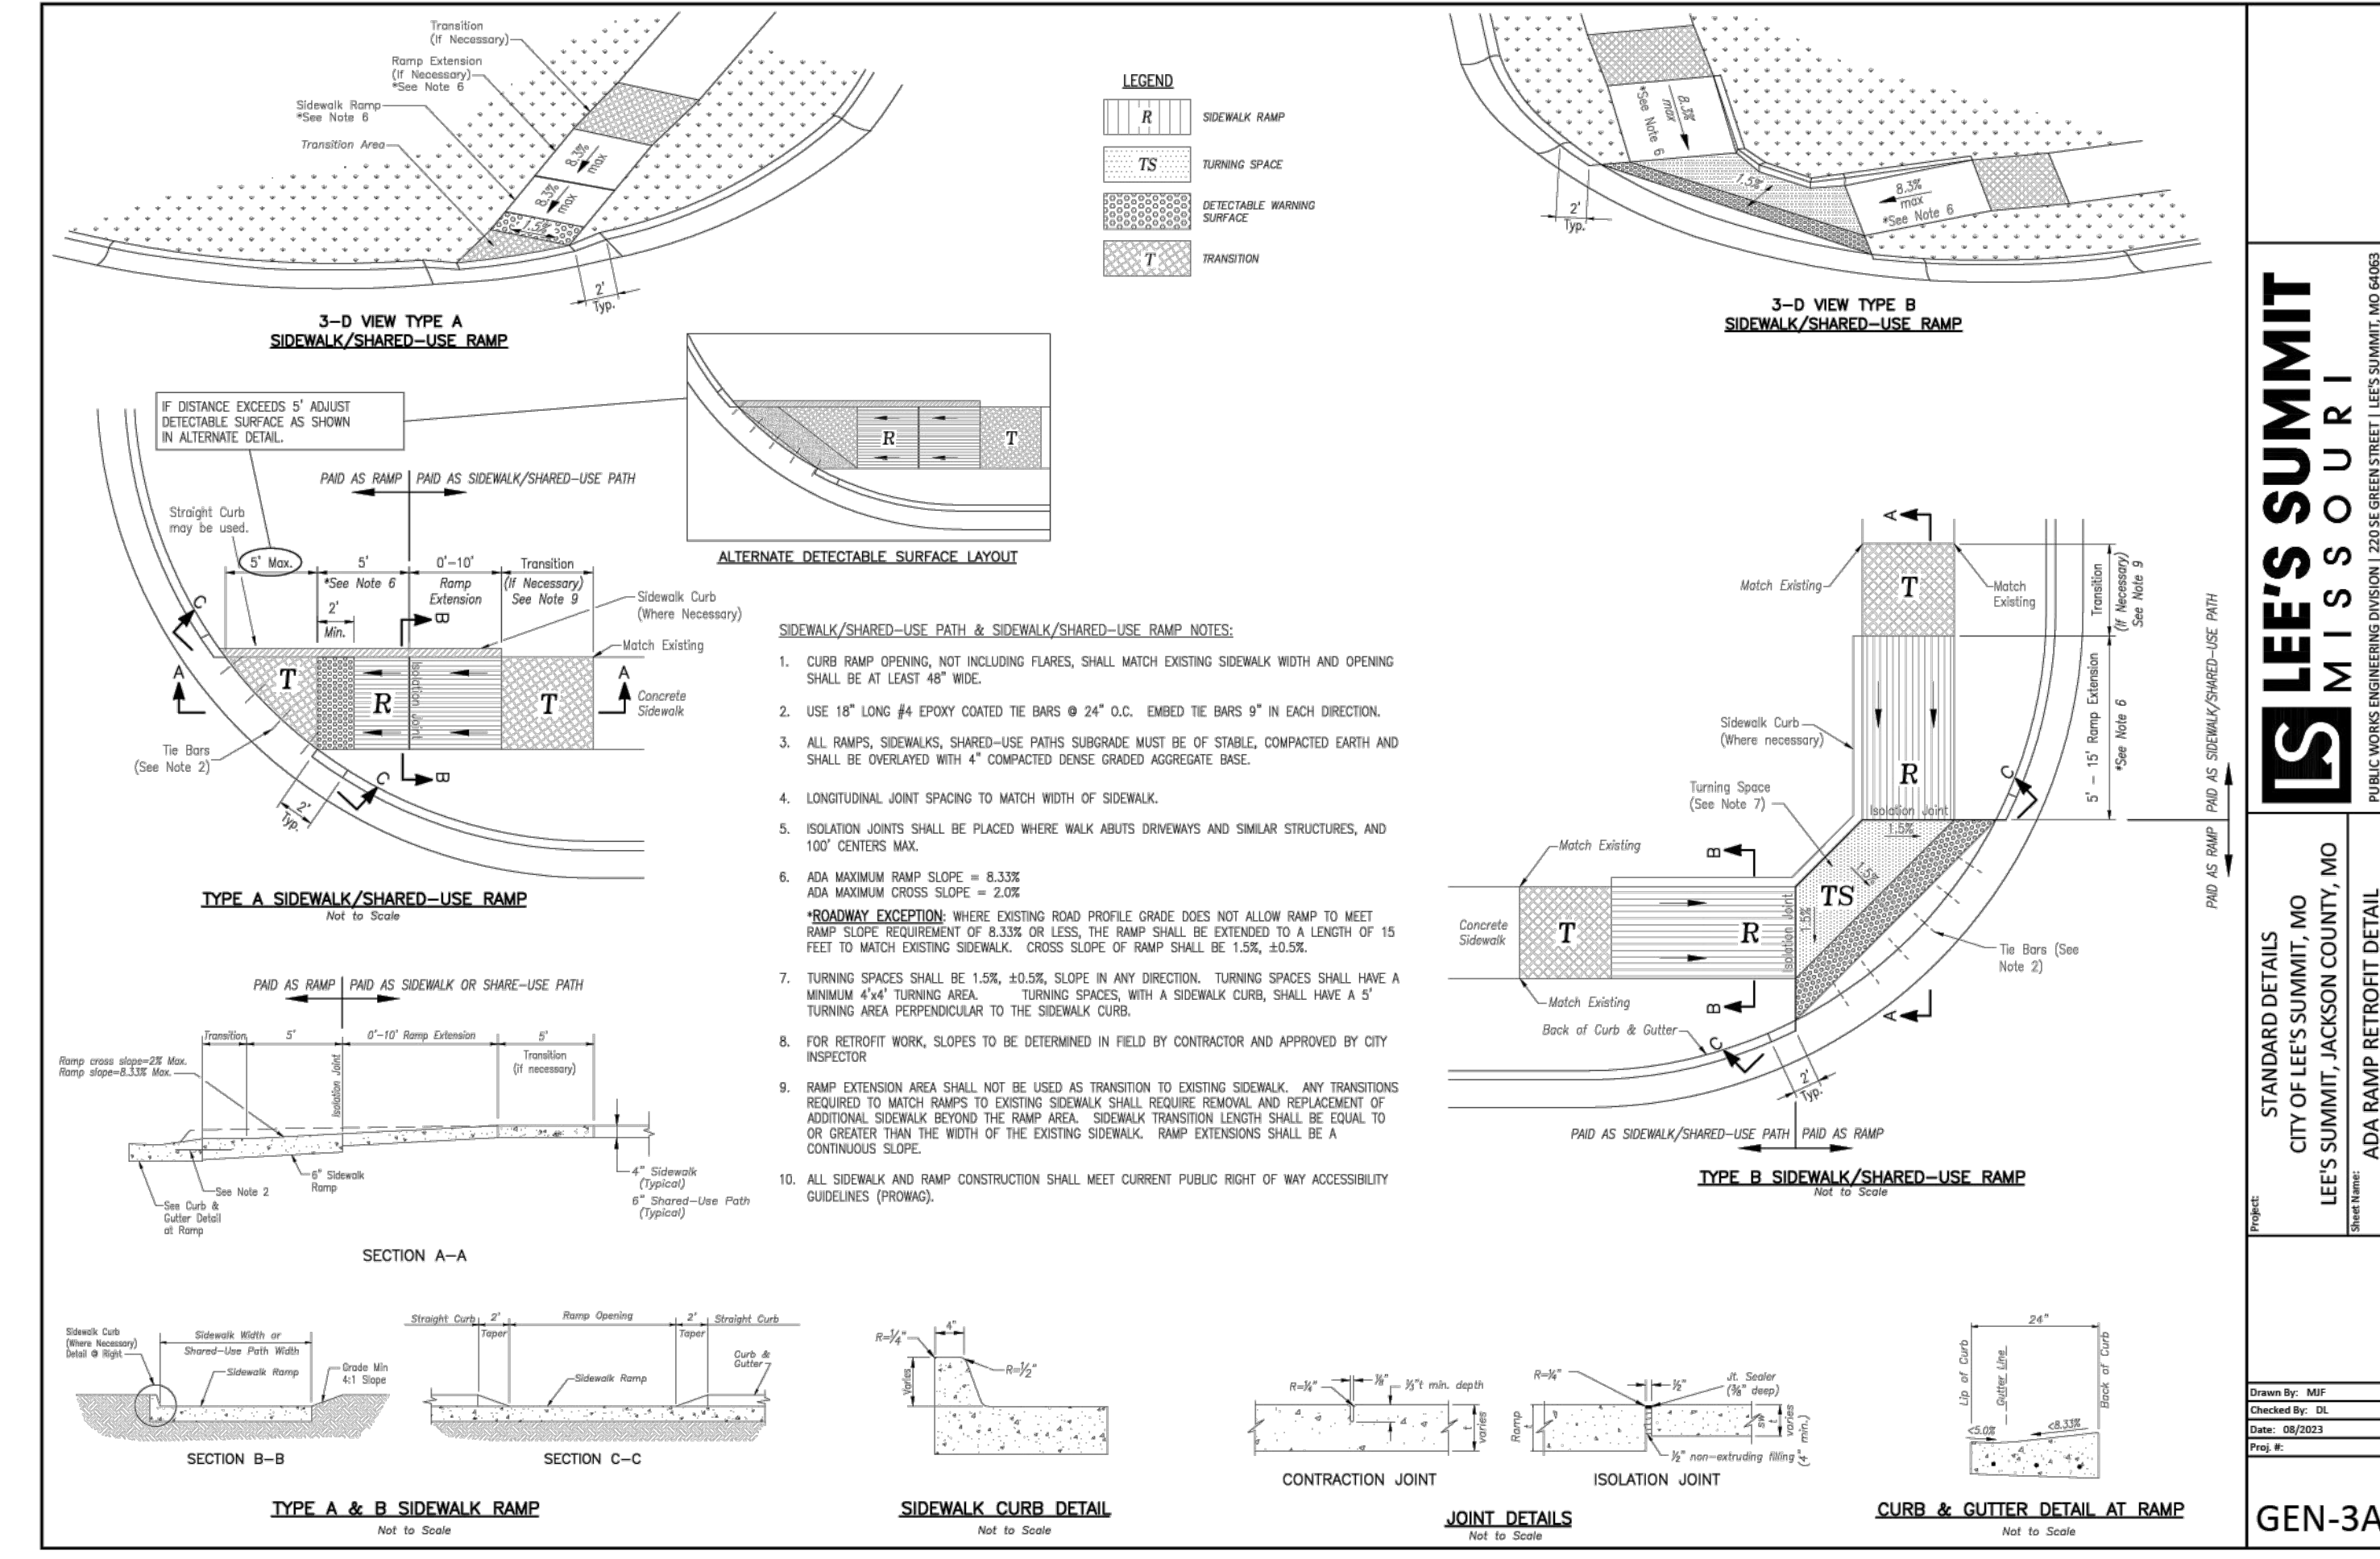 Transition
(If Necessary)
Ramp Extension
(If Necessary)
*See Note 6
Sidewalk Ramp
*See Note 6
Transition Area
8.3%
max
8.3%
max
1.5%
2'
Typ.
3-D VIEW TYPE A
SIDEWALK/SHARED-USE RAMP
LEGEND
R
SIDEWALK RAMP
TS
TURNING SPACE
DETECTABLE WARNING
SURFACE
T
TRANSITION
*See Note 6
8.3%
max
1.5%
8.3%
max
*See Note 6
2'
Typ.
3-D VIEW TYPE B
SIDEWALK/SHARED-USE RAMP
IF DISTANCE EXCEEDS 5' ADJUST
DETECTABLE SURFACE AS SHOWN
IN ALTERNATE DETAIL.
R
T
ALTERNATE DETECTABLE SURFACE LAYOUT
PAID AS RAMP
PAID AS SIDEWALK/SHARED-USE PATH
Straight Curb
may be used.
5' Max.
5'
*See Note 6
0'-10'
Ramp
Extension
Transition
(If Necessary)
See Note 9
2'
Min.
Sidewalk Curb
(Where Necessary)
Match Existing
C
B
A
A
T
R
Isolation Joint
T
Concrete
Sidewalk
Tie Bars
(See Note 2)
C
B
2'
Typ.
TYPE A SIDEWALK/SHARED-USE RAMP
Not to Scale
PAID AS RAMP
PAID AS SIDEWALK OR SHARE-USE PATH
Transition
5'
0'-10' Ramp Extension
5'
Transition
(if necessary)
Ramp cross slope=2% Max.
Ramp slope=8.33% Max.
Isolation Joint
See Note 2
6" Sidewalk
Ramp
See Curb &
Gutter Detail
at Ramp
4" Sidewalk
(Typical)
6" Shared-Use Path
(Typical)
SECTION A-A
SIDEWALK/SHARED-USE PATH & SIDEWALK/SHARED-USE RAMP NOTES:
1. CURB RAMP OPENING, NOT INCLUDING FLARES, SHALL MATCH EXISTING SIDEWALK WIDTH AND OPENING
SHALL BE AT LEAST 48" WIDE.
2. USE 18" LONG #4 EPOXY COATED TIE BARS @ 24" O.C. EMBED TIE BARS 9" IN EACH DIRECTION.
3. ALL RAMPS, SIDEWALKS, SHARED-USE PATHS SUBGRADE MUST BE OF STABLE, COMPACTED EARTH AND
SHALL BE OVERLAYED WITH 4" COMPACTED DENSE GRADED AGGREGATE BASE.
4. LONGITUDINAL JOINT SPACING TO MATCH WIDTH OF SIDEWALK.
5. ISOLATION JOINTS SHALL BE PLACED WHERE WALK ABUTS DRIVEWAYS AND SIMILAR STRUCTURES, AND
100' CENTERS MAX.
6. ADA MAXIMUM RAMP SLOPE = 8.33%
ADA MAXIMUM CROSS SLOPE = 2.0%
*ROADWAY EXCEPTION: WHERE EXISTING ROAD PROFILE GRADE DOES NOT ALLOW RAMP TO MEET
RAMP SLOPE REQUIREMENT OF 8.33% OR LESS, THE RAMP SHALL BE EXTENDED TO A LENGTH OF 15
FEET TO MATCH EXISTING SIDEWALK. CROSS SLOPE OF RAMP SHALL BE 1.5%, ±0.5%.
7. TURNING SPACES SHALL BE 1.5%, ±0.5%, SLOPE IN ANY DIRECTION. TURNING SPACES SHALL HAVE A
MINIMUM 4'x4' TURNING AREA. TURNING SPACES, WITH A SIDEWALK CURB, SHALL HAVE A 5'
TURNING AREA PERPENDICULAR TO THE SIDEWALK CURB.
8. FOR RETROFIT WORK, SLOPES TO BE DETERMINED IN FIELD BY CONTRACTOR AND APPROVED BY CITY
INSPECTOR
9. RAMP EXTENSION AREA SHALL NOT BE USED AS TRANSITION TO EXISTING SIDEWALK. ANY TRANSITIONS
REQUIRED TO MATCH RAMPS TO EXISTING SIDEWALK SHALL REQUIRE REMOVAL AND REPLACEMENT OF
ADDITIONAL SIDEWALK BEYOND THE RAMP AREA. SIDEWALK TRANSITION LENGTH SHALL BE EQUAL TO
OR GREATER THAN THE WIDTH OF THE EXISTING SIDEWALK. RAMP EXTENSIONS SHALL BE A
CONTINUOUS SLOPE.
10. ALL SIDEWALK AND RAMP CONSTRUCTION SHALL MEET CURRENT PUBLIC RIGHT OF WAY ACCESSIBILITY
GUIDELINES (PROWAG).
A
Match Existing
T
Match
Existing
Transition
(If Necessary)
See Note 9
Sidewalk Curb
(Where necessary)
R
5' - 15' Ramp Extension
*See Note 6
PAID AS SIDEWALK/SHARED-USE PATH
PAID AS RAMP
Turning Space
(See Note 7)
Isolation Joint
1.5%
C
Match Existing
B
1.5%
TS
1.5%
Concrete
Sidewalk
T
R
Isolation Joint
Tie Bars (See
Note 2)
Match Existing
B
A
Back of Curb & Gutter
C
2'
Typ.
PAID AS SIDEWALK/SHARED-USE PATH
PAID AS RAMP
TYPE B SIDEWALK/SHARED-USE RAMP
Not to Scale
Sidewalk Curb
(Where Necessary)
Detail @ Right
Sidewalk Width or
Shared-Use Path Width
Sidewalk Ramp
Grade Min
4:1 Slope
SECTION B-B
Straight Curb
2'
Taper
Ramp Opening
2'
Taper
Straight Curb
Curb &
Gutter
Sidewalk Ramp
SECTION C-C
TYPE A & B SIDEWALK RAMP
Not to Scale
4"
R=1/4"
R=1/2"
Varies
SIDEWALK CURB DETAIL
Not to Scale
R=1/4"
1/8"
1/3"t min. depth
t
varies
CONTRACTION JOINT
R=1/4"
1/2"
Jt. Sealer
(3/8" deep)
Ramp
t
sw t
varies
(4" min.)
1/2" non-extruding filling
ISOLATION JOINT
JOINT DETAILS
Not to Scale
24"
Lip of Curb
Gutter Line
Back of Curb
<5.0%
<8.33%
CURB & GUTTER DETAIL AT RAMP
Not to Scale
LS LEE'S SUMMIT
MISSOURI
PUBLIC WORKS ENGINEERING DIVISION | 220 SE GREEN STREET | LEE'S SUMMIT, MO 64063
Project:
STANDARD DETAILS
CITY OF LEE'S SUMMIT, MO
LEE'S SUMMIT, JACKSON COUNTY, MO
Sheet Name:
ADA RAMP RETROFIT DETAIL
Drawn By: MJF
Checked By: DL
Date: 08/2023
Proj. #:
GEN-3A